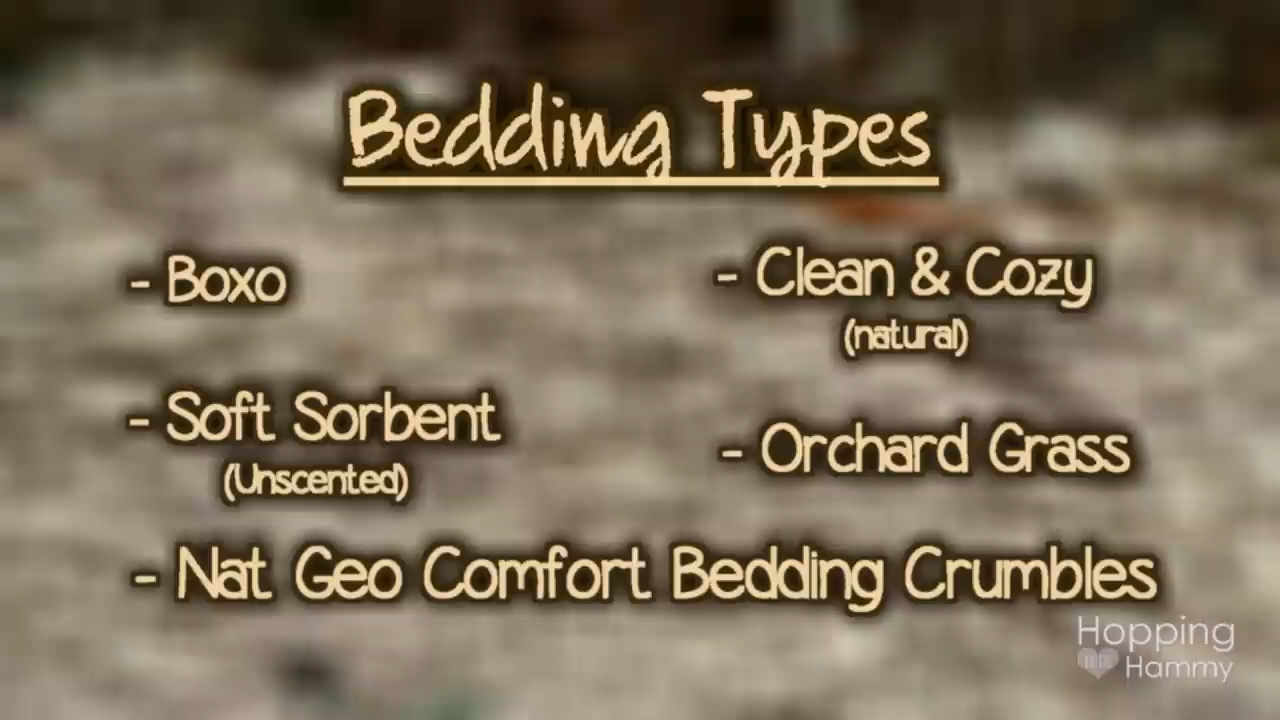 Bedding Types
- Boxo
- Clean & Cozy
(natural)
- Soft Sorbent
(Unscented)
- Orchard Grass
- Nat Geo Comfort Bedding Crumbles
Hopping
Hammy